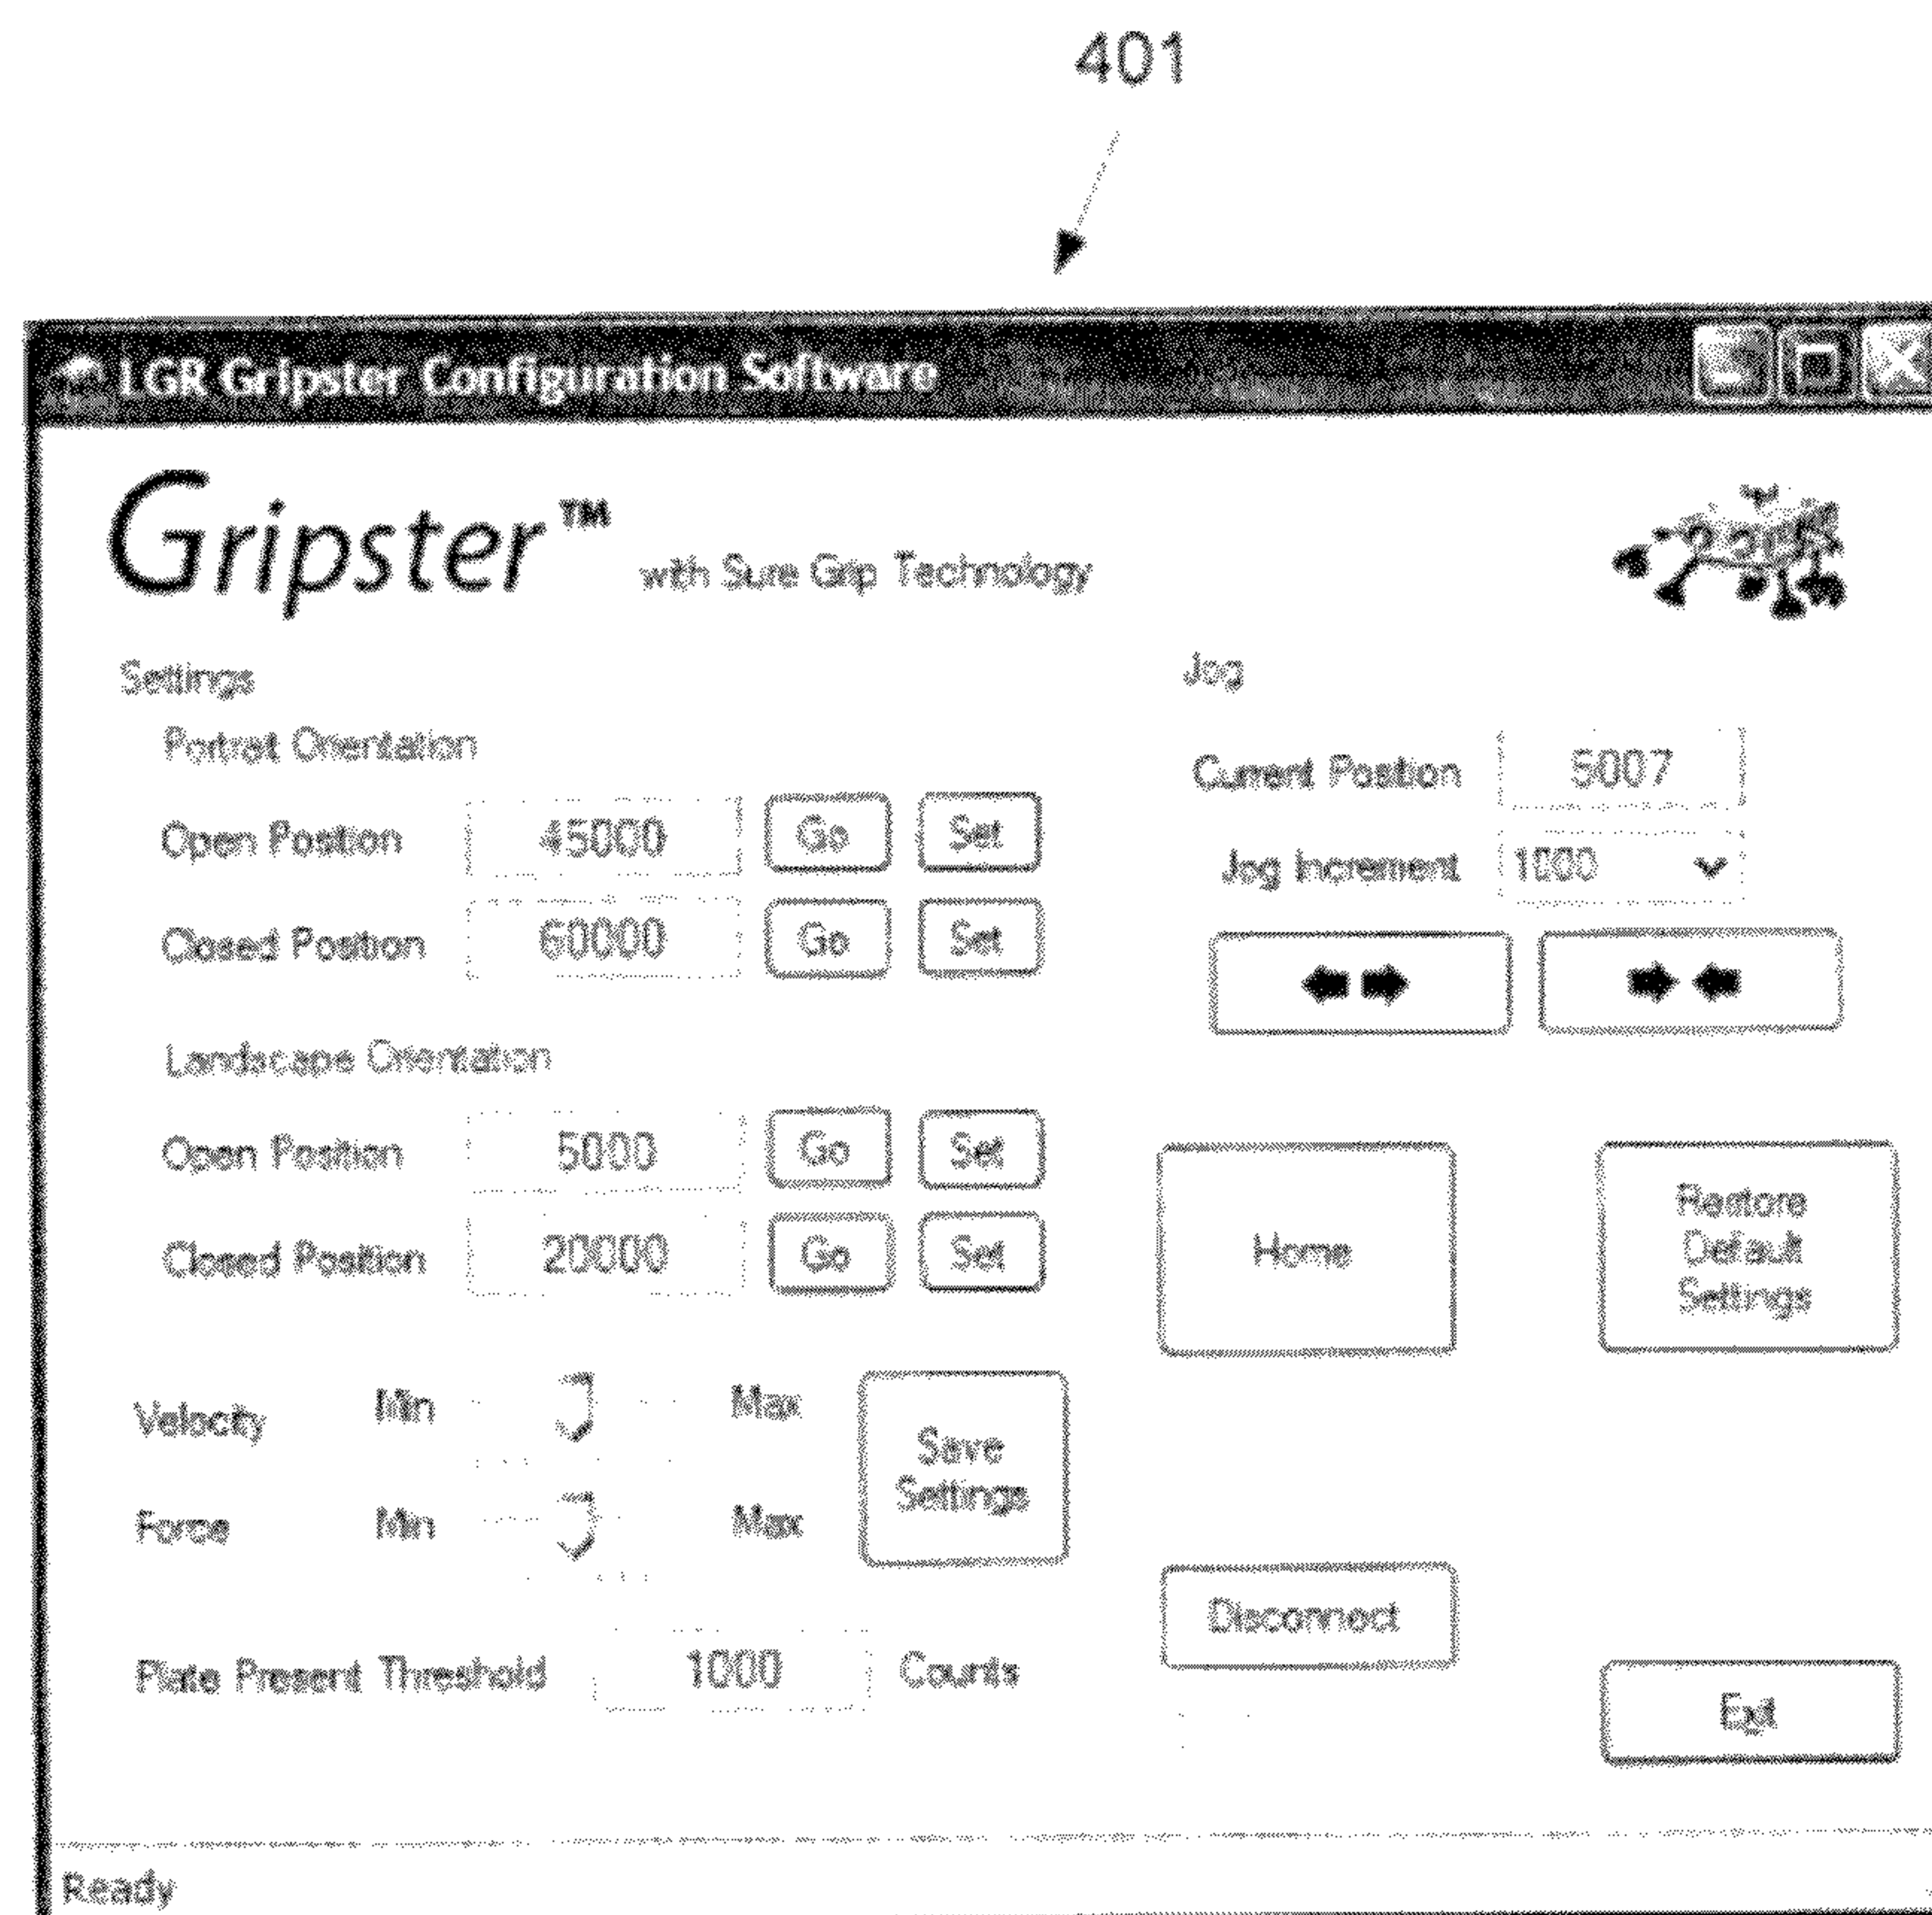 401
LGR Gripster Configuration Software
Gripster™ with Sure Grip Technology
Settings
Portrait Orientation
Open Position 45000 Go Set
Closed Position 60000 Go Set
Landscape Orientation
Open Position 5000 Go Set
Closed Position 20000 Go Set
Velocity Min Max
Force Min Max
Save
Settings
Plate Present Threshold 1000 Counts
Jog
Current Position 5007
Jog Increment 1000
Home
Restore
Default
Settings
Disconnect
Exit
Ready